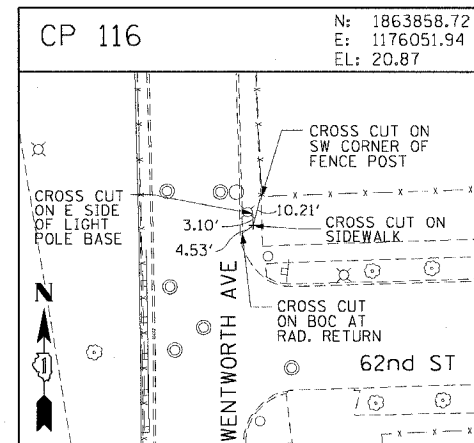 CP 116
N: 1863858.72
E: 1176051.94
EL: 20.87
CROSS CUT ON
SW CORNER OF
FENCE POST
CROSS CUT
ON E SIDE
OF LIGHT
POLE BASE
10.21'
3.10'
4.53'
CROSS CUT ON
SIDEWALK
CROSS CUT
ON BOC AT
RAD. RETURN
N
1
WENTWORTH AVE
62nd ST